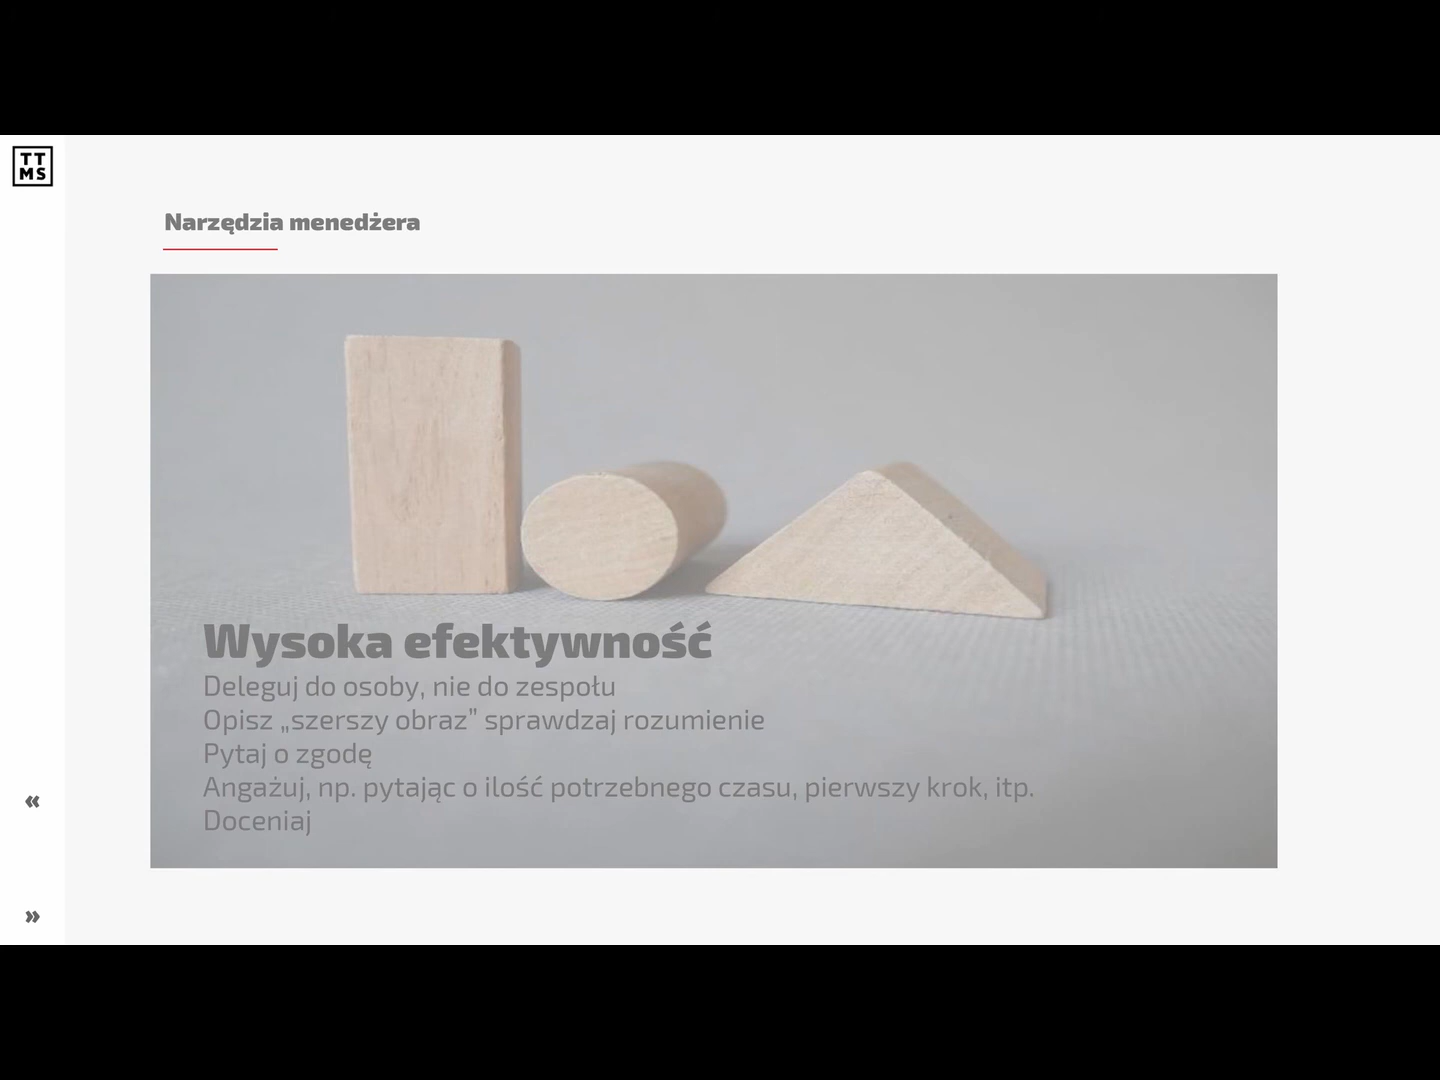 TT
MS
Narzędzia menedżera
Wysoka efektywność
Deleguj do osoby, nie do zespołu
Opisz „szerszy obraz” sprawdzaj rozumienie
Pytaj o zgodę
Angażuj, np. pytając o ilość potrzebnego czasu, pierwszy krok, itp.
Doceniaj
«
»